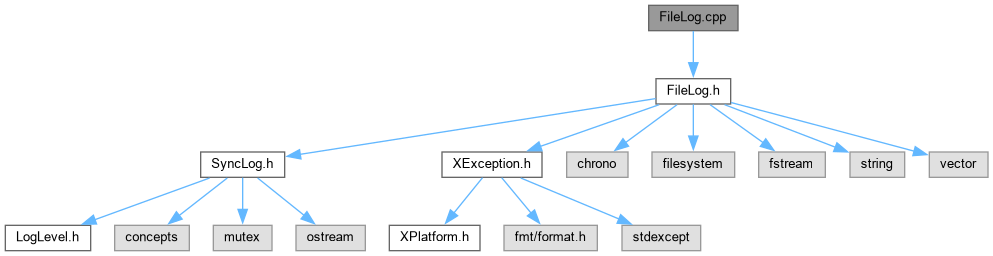 FileLog.cpp
FileLog.h
SyncLog.h
XException.h
chrono
filesystem
fstream
string
vector
LogLevel.h
concepts
mutex
ostream
XPlatform.h
fmt/format.h
stdexcept